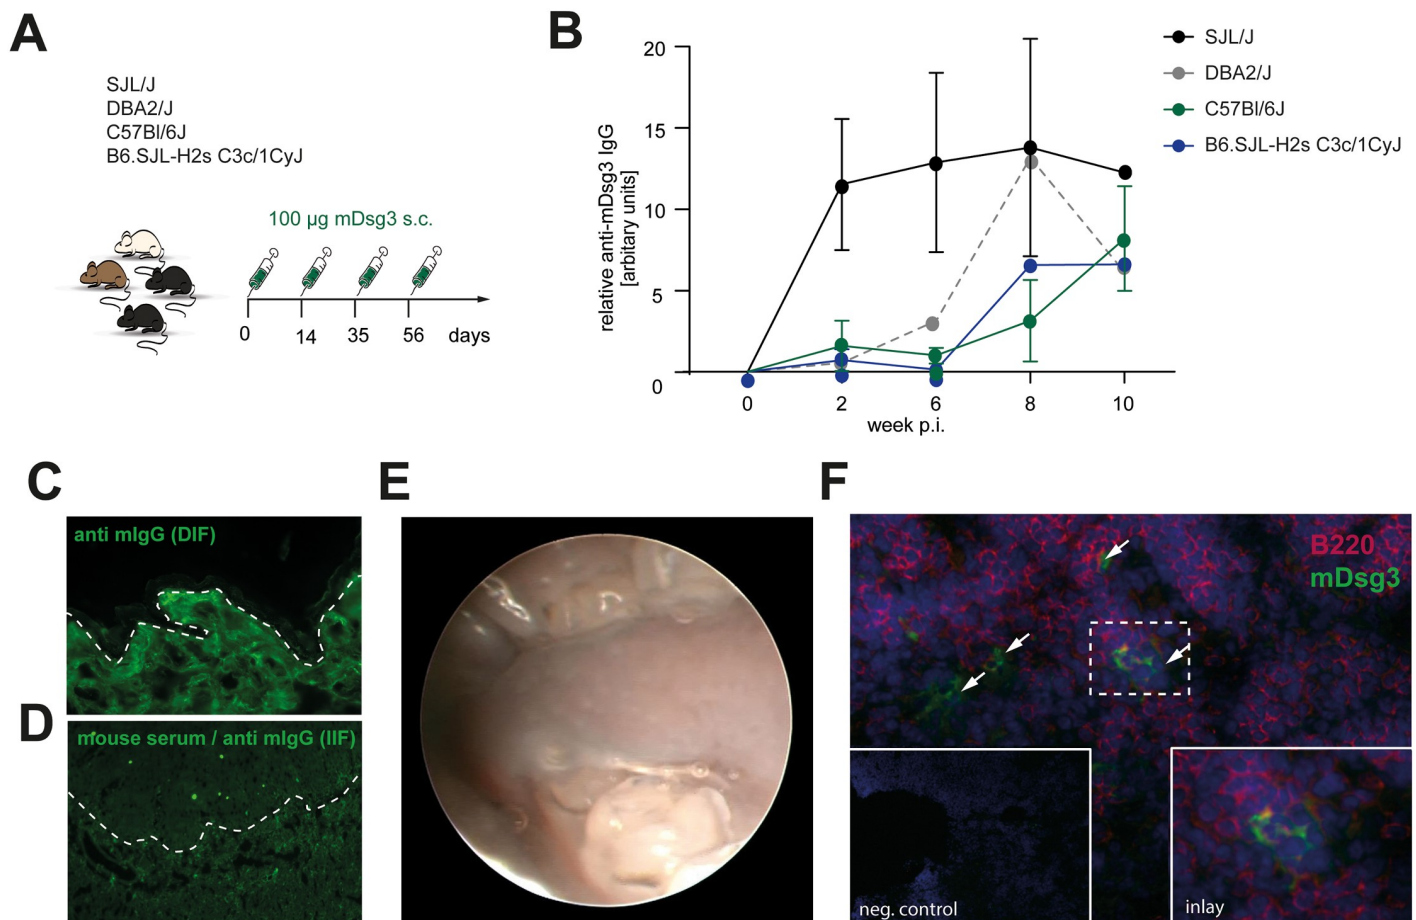 A
SJL/J
DBA2/J
C57Bl/6J
B6.SJL-H2s C3c/1CyJ
100 µg mDsg3 s.c.
0 14 35 56 days
B
relative anti-mDsg3 IgG
[arbitary units]
20
15
10
5
0
0 2 6 8 10
week p.i.
SJL/J
DBA2/J
C57Bl/6J
B6.SJL-H2s C3c/1CyJ
C
anti mIgG (DIF)
D
mouse serum / anti mIgG (IIF)
E
F
B220
mDsg3
neg. control
inlay